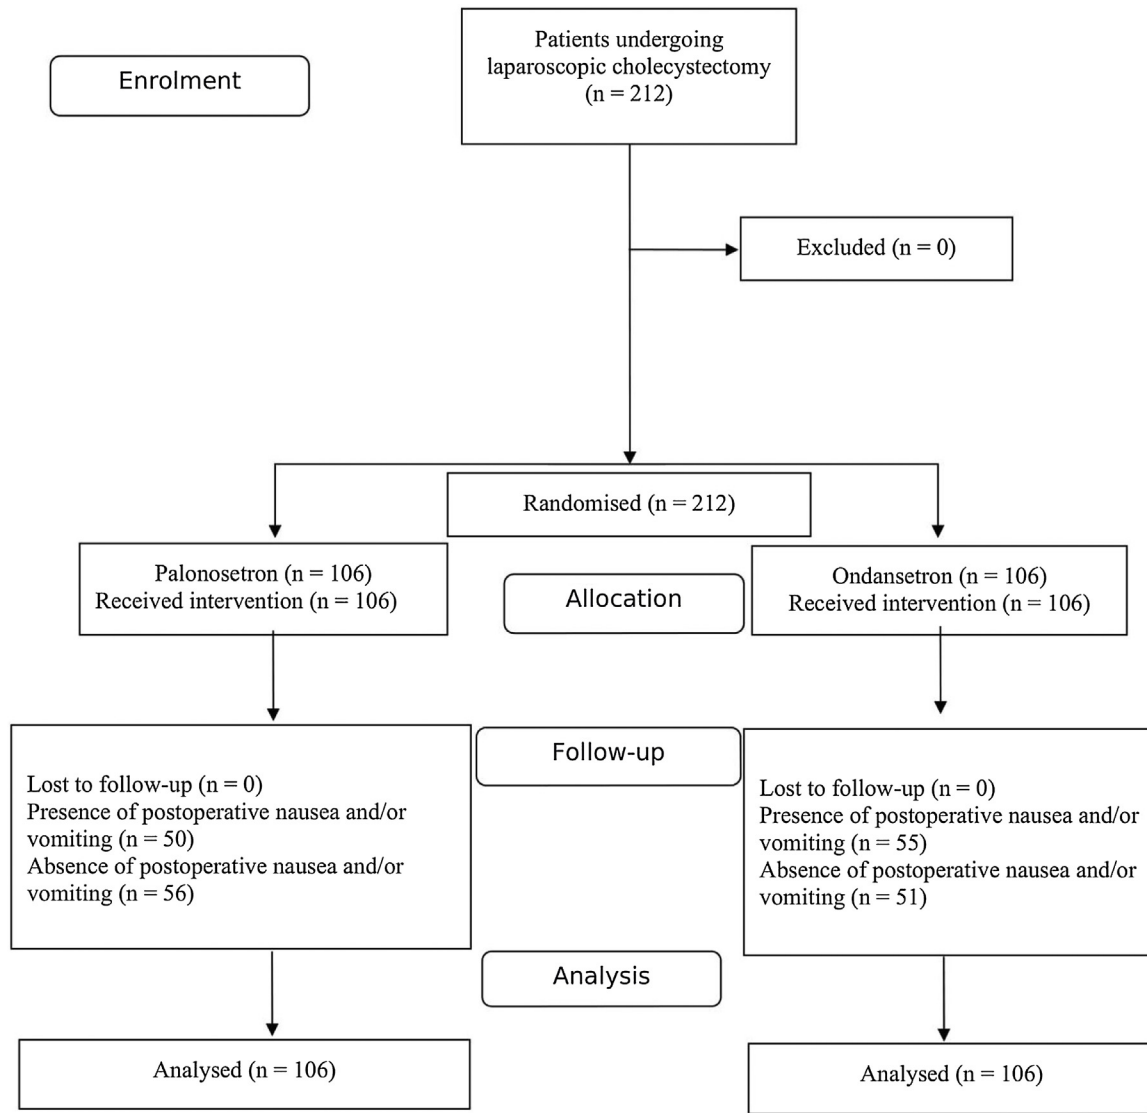 Enrolment
Patients undergoing
laparoscopic cholecystectomy
(n = 212)
Excluded (n = 0)
Randomised (n = 212)
Palonosetron (n = 106)
Received intervention (n = 106)
Allocation
Ondansetron (n = 106)
Received intervention (n = 106)
Follow-up
Lost to follow-up (n = 0)
Presence of postoperative nausea and/or
vomiting (n = 50)
Absence of postoperative nausea and/or
vomiting (n = 56)
Lost to follow-up (n = 0)
Presence of postoperative nausea and/or
vomiting (n = 55)
Absence of postoperative nausea and/or
vomiting (n = 51)
Analysis
Analysed (n = 106)
Analysed (n = 106)